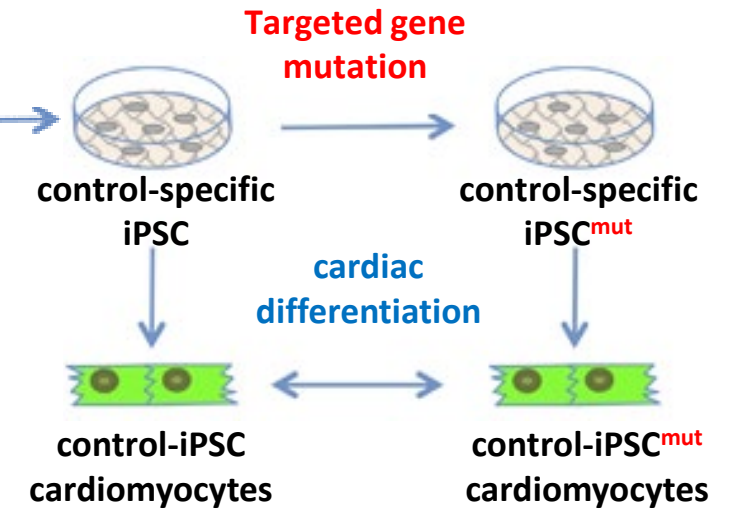 Targeted gene
mutation
control-specific
iPSC
control-specific
iPSCmut
cardiac
differentiation
control-iPSC
cardiomyocytes
control-iPSCmut
cardiomyocytes